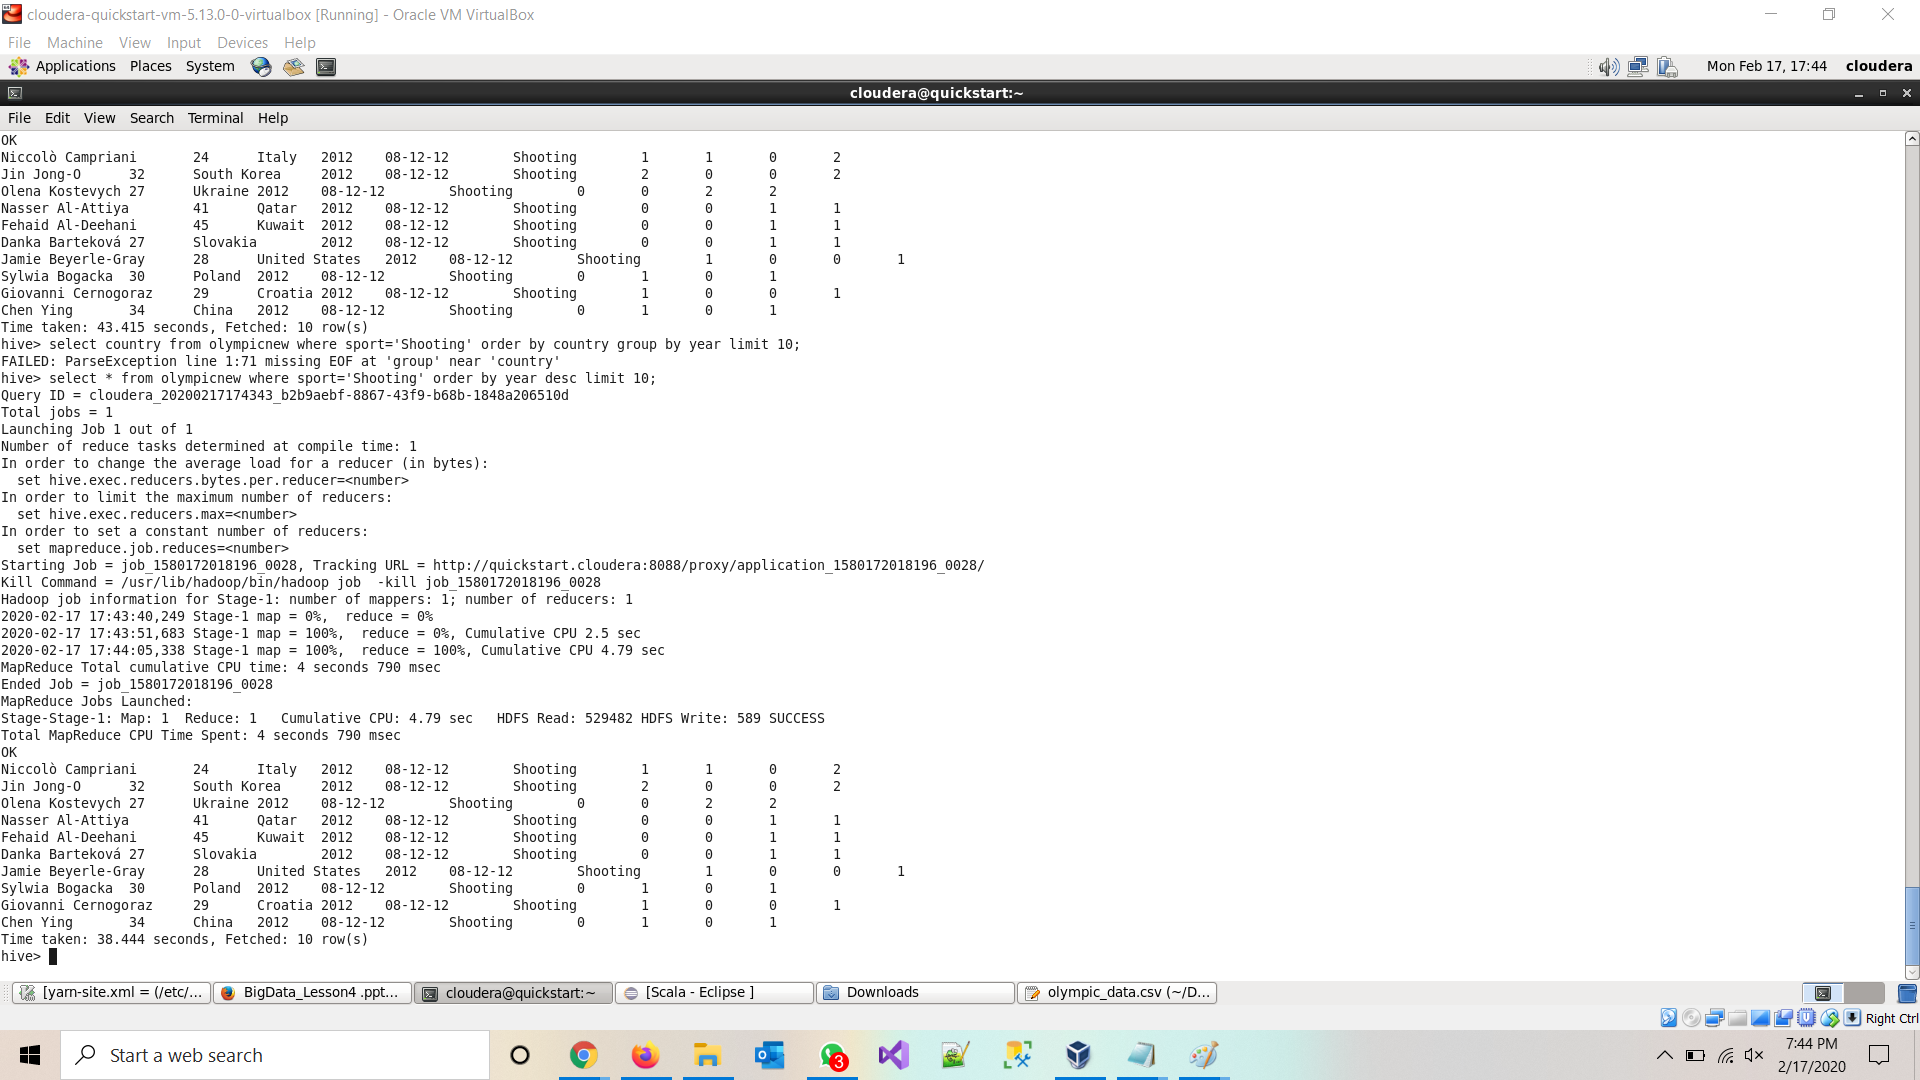 cloudera-quickstart-vm-5.13.0-0-virtualbox [Running] - Oracle VM VirtualBox
File Machine View Input Devices Help
Applications Places System Mon Feb 17, 17:44 cloudera
cloudera@quickstart:~
File Edit View Search Terminal Help
OK
Niccolò Campriani 24 Italy 2012 08-12-12 Shooting 1 1 0 2
Jin Jong-O 32 South Korea 2012 08-12-12 Shooting 2 0 0 2
Olena Kostevych 27 Ukraine 2012 08-12-12 Shooting 0 0 2 2
Nasser Al-Attiya 41 Qatar 2012 08-12-12 Shooting 0 0 1 1
Fehaid Al-Deehani 45 Kuwait 2012 08-12-12 Shooting 0 0 1 1
Danka Barteková 27 Slovakia 2012 08-12-12 Shooting 0 0 1 1
Jamie Beyerle-Gray 28 United States 2012 08-12-12 Shooting 1 0 0 1
Sylwia Bogacka 30 Poland 2012 08-12-12 Shooting 0 1 0 1
Giovanni Cernogoraz 29 Croatia 2012 08-12-12 Shooting 1 0 0 1
Chen Ying 34 China 2012 08-12-12 Shooting 0 1 0 1
Time taken: 43.415 seconds, Fetched: 10 row(s)
hive> select country from olympicnew where sport='Shooting' order by country group by year limit 10;
FAILED: ParseException line 1:71 missing EOF at 'group' near 'country'
hive> select * from olympicnew where sport='Shooting' order by year desc limit 10;
Query ID = cloudera_20200217174343_b2b9aebf-8867-43f9-b68b-1848a206510d
Total jobs = 1
Launching Job 1 out of 1
Number of reduce tasks determined at compile time: 1
In order to change the average load for a reducer (in bytes):
set hive.exec.reducers.bytes.per.reducer=<number>
In order to limit the maximum number of reducers:
set hive.exec.reducers.max=<number>
In order to set a constant number of reducers:
set mapreduce.job.reduces=<number>
Starting Job = job_1580172018196_0028, Tracking URL = http://quickstart.cloudera:8088/proxy/application_1580172018196_0028/
Kill Command = /usr/lib/hadoop/bin/hadoop job -kill job_1580172018196_0028
Hadoop job information for Stage-1: number of mappers: 1; number of reducers: 1
2020-02-17 17:43:40,249 Stage-1 map = 0%, reduce = 0%
2020-02-17 17:43:51,683 Stage-1 map = 100%, reduce = 0%, Cumulative CPU 2.5 sec
2020-02-17 17:44:05,338 Stage-1 map = 100%, reduce = 100%, Cumulative CPU 4.79 sec
MapReduce Total cumulative CPU time: 4 seconds 790 msec
Ended Job = job_1580172018196_0028
MapReduce Jobs Launched:
Stage-Stage-1: Map: 1 Reduce: 1 Cumulative CPU: 4.79 sec HDFS Read: 529482 HDFS Write: 589 SUCCESS
Total MapReduce CPU Time Spent: 4 seconds 790 msec
OK
Niccolò Campriani 24 Italy 2012 08-12-12 Shooting 1 1 0 2
Jin Jong-O 32 South Korea 2012 08-12-12 Shooting 2 0 0 2
Olena Kostevych 27 Ukraine 2012 08-12-12 Shooting 0 0 2 2
Nasser Al-Attiya 41 Qatar 2012 08-12-12 Shooting 0 0 1 1
Fehaid Al-Deehani 45 Kuwait 2012 08-12-12 Shooting 0 0 1 1
Danka Barteková 27 Slovakia 2012 08-12-12 Shooting 0 0 1 1
Jamie Beyerle-Gray 28 United States 2012 08-12-12 Shooting 1 0 0 1
Sylwia Bogacka 30 Poland 2012 08-12-12 Shooting 0 1 0 1
Giovanni Cernogoraz 29 Croatia 2012 08-12-12 Shooting 1 0 0 1
Chen Ying 34 China 2012 08-12-12 Shooting 0 1 0 1
Time taken: 38.444 seconds, Fetched: 10 row(s)
hive>
[yarn-site.xml = (/etc/... BigData_Lesson4 .ppt... cloudera@quickstart:~ [Scala - Eclipse ] Downloads olympic_data.csv (~/D...
Right Ctrl
Start a web search 3 7:44 PM
2/17/2020